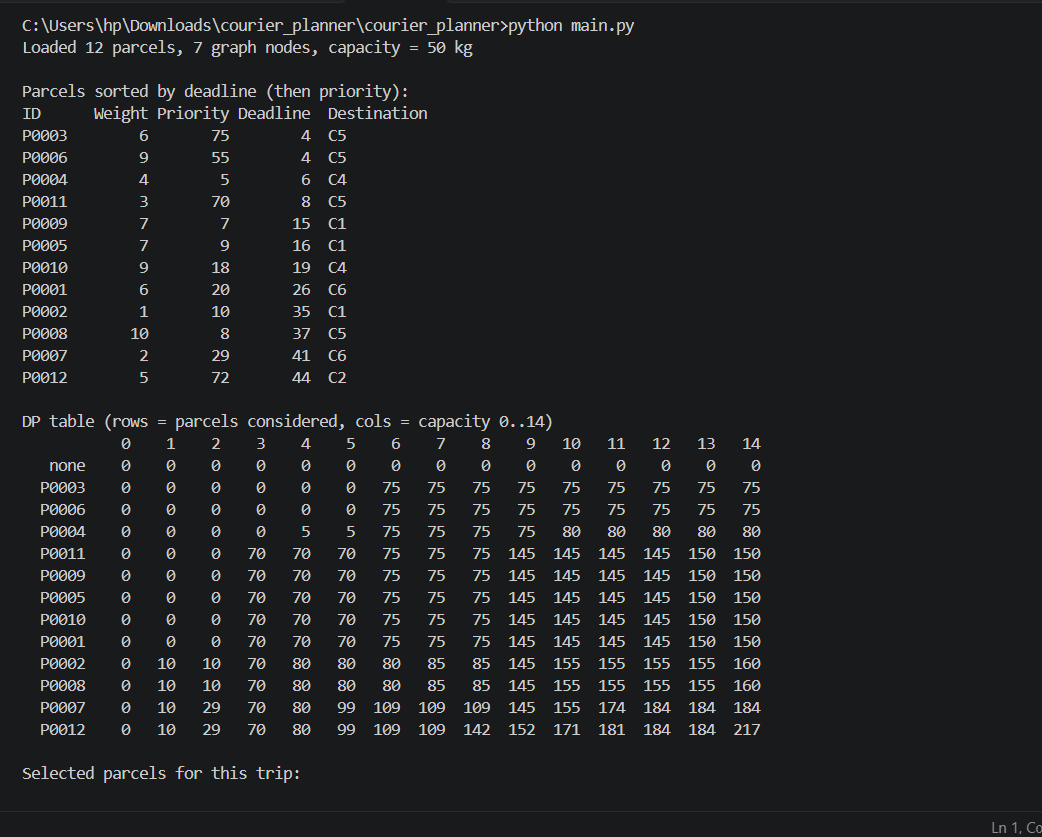 C:\Users\hp\Downloads\courier_planner\courier_planner>python main.py
Loaded 12 parcels, 7 graph nodes, capacity = 50 kg
Parcels sorted by deadline (then priority):
ID Weight Priority Deadline Destination
P0003 6 75 4 C5
P0006 9 55 4 C5
P0004 4 5 6 C4
P0011 3 70 8 C5
P0009 7 7 15 C1
P0005 7 9 16 C1
P0010 9 18 19 C4
P0001 6 20 26 C6
P0002 1 10 35 C1
P0008 10 8 37 C5
P0007 2 29 41 C6
P0012 5 72 44 C2
DP table (rows = parcels considered, cols = capacity 0..14)
0 1 2 3 4 5 6 7 8 9 10 11 12 13 14
none 0 0 0 0 0 0 0 0 0 0 0 0 0 0 0
P0003 0 0 0 0 0 0 75 75 75 75 75 75 75 75 75
P0006 0 0 0 0 0 0 75 75 75 75 75 75 75 75 75
P0004 0 0 0 0 5 5 75 75 75 75 80 80 80 80 80
P0011 0 0 0 70 70 70 75 75 75 145 145 145 145 150 150
P0009 0 0 0 70 70 70 75 75 75 145 145 145 145 150 150
P0005 0 0 0 70 70 70 75 75 75 145 145 145 145 150 150
P0010 0 0 0 70 70 70 75 75 75 145 145 145 145 150 150
P0001 0 0 0 70 70 70 75 75 75 145 145 145 145 150 150
P0002 0 10 10 70 80 80 80 85 85 145 155 155 155 155 160
P0008 0 10 10 70 80 80 80 85 85 145 155 155 155 155 160
P0007 0 10 29 70 80 99 109 109 109 145 155 174 184 184 184
P0012 0 10 29 70 80 99 109 109 142 152 171 181 184 184 217
Selected parcels for this trip:
Ln 1, Co